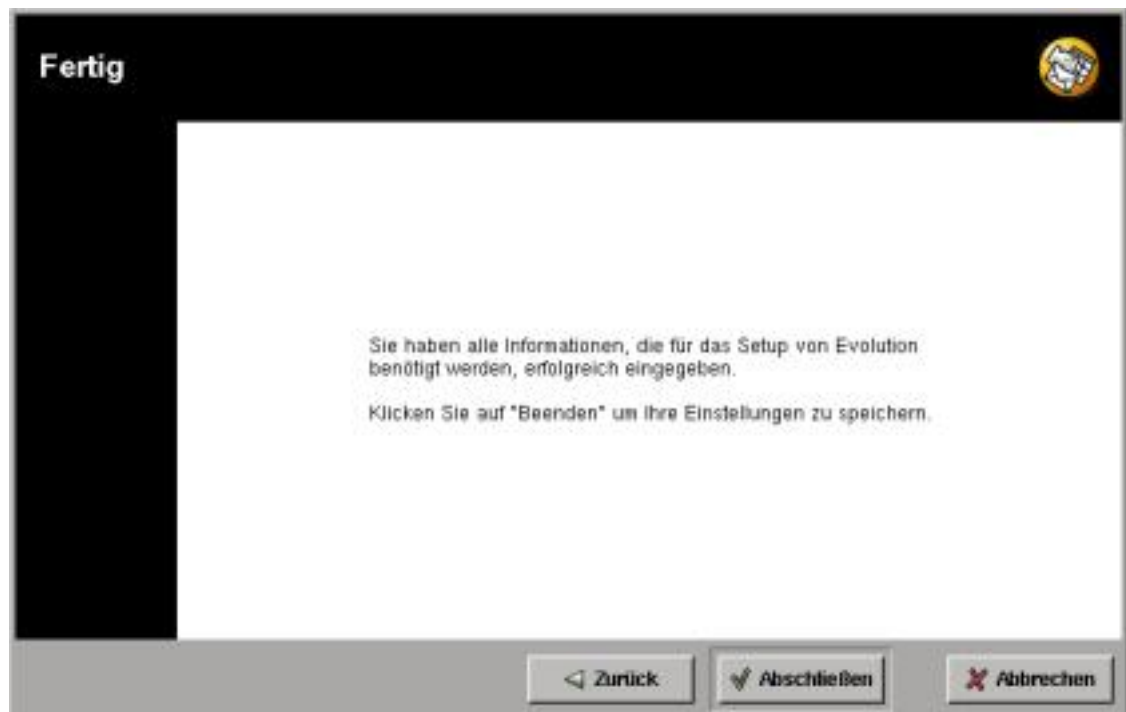 Fertig
Sie haben alle Informationen, die für das Setup von Evolution
benötigt werden, erfolgreich eingegeben.
Klicken Sie auf "Beenden" um Ihre Einstellungen zu speichern.
Zurück
Abschließen
Abbrechen